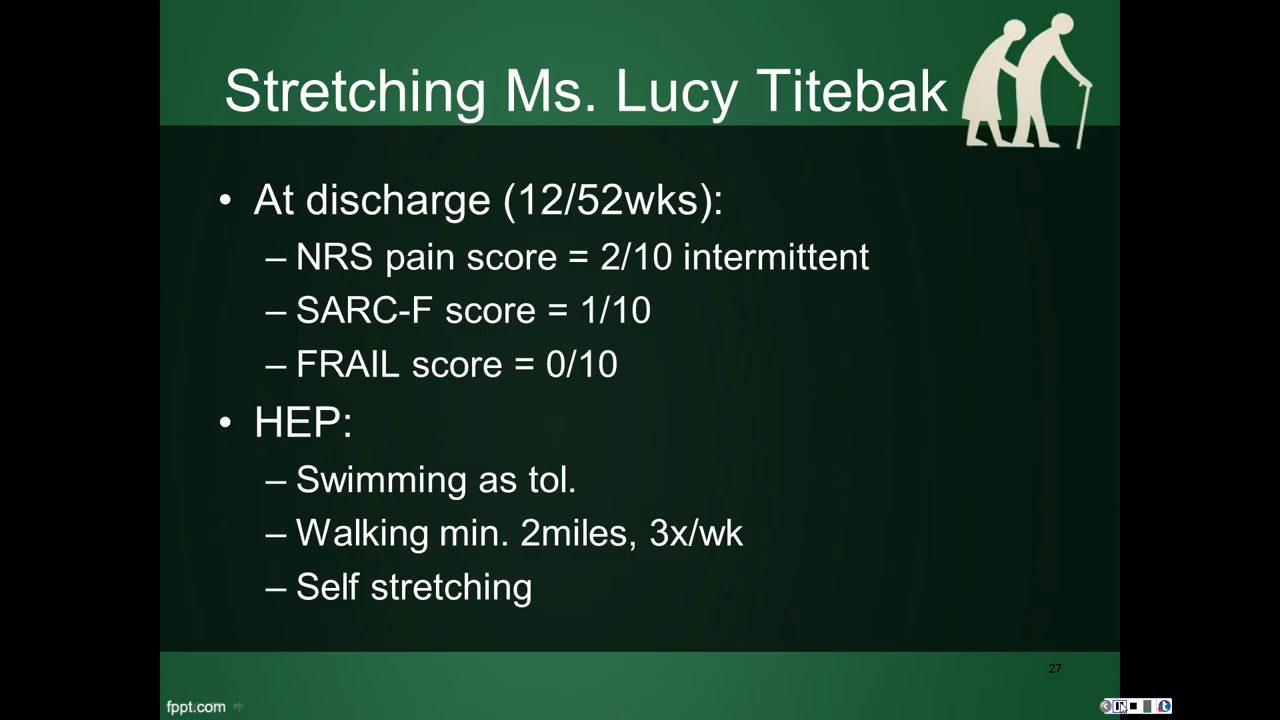 Stretching Ms. Lucy Titebak
• At discharge (12/52wks):
– NRS pain score = 2/10 intermittent
– SARC-F score = 1/10
– FRAIL score = 0/10
• HEP:
– Swimming as tol.
– Walking min. 2miles, 3x/wk
– Self stretching
27
fppt.com